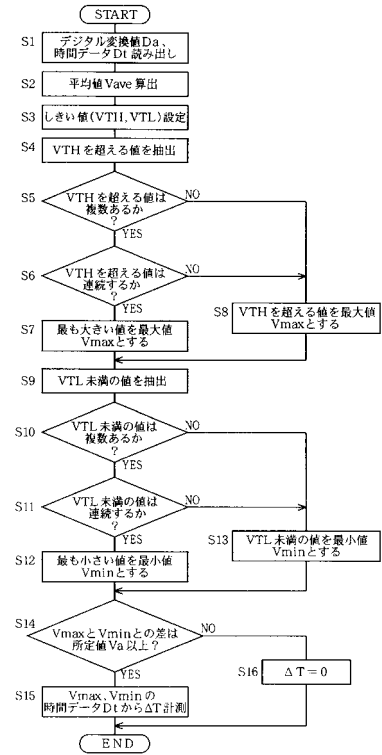 START
S1
デジタル変換値Da、
時間データDt 読み出し
S2
平均値Vave 算出
S3
しきい値(VTH,VTL)設定
S4
VTHを超える値を抽出
S5
VTHを超える値は
複数あるか
?
NO
YES
S6
VTHを超える値は
連続するか
?
NO
YES
S7
最も大きい値を最大値
Vmaxとする
S8
VTHを超える値を最大値
Vmaxとする
S9
VTL未満の値を抽出
S10
VTL未満の値は
複数あるか
?
NO
YES
S11
VTL未満の値は
連続するか
?
NO
YES
S12
最も小さい値を最小値
Vminとする
S13
VTL未満の値を最小値
Vminとする
S14
VmaxとVminとの差は
所定値Va以上?
NO
YES
S15
Vmax、Vminの
時間データDtからΔT計測
S16
ΔT=0
END